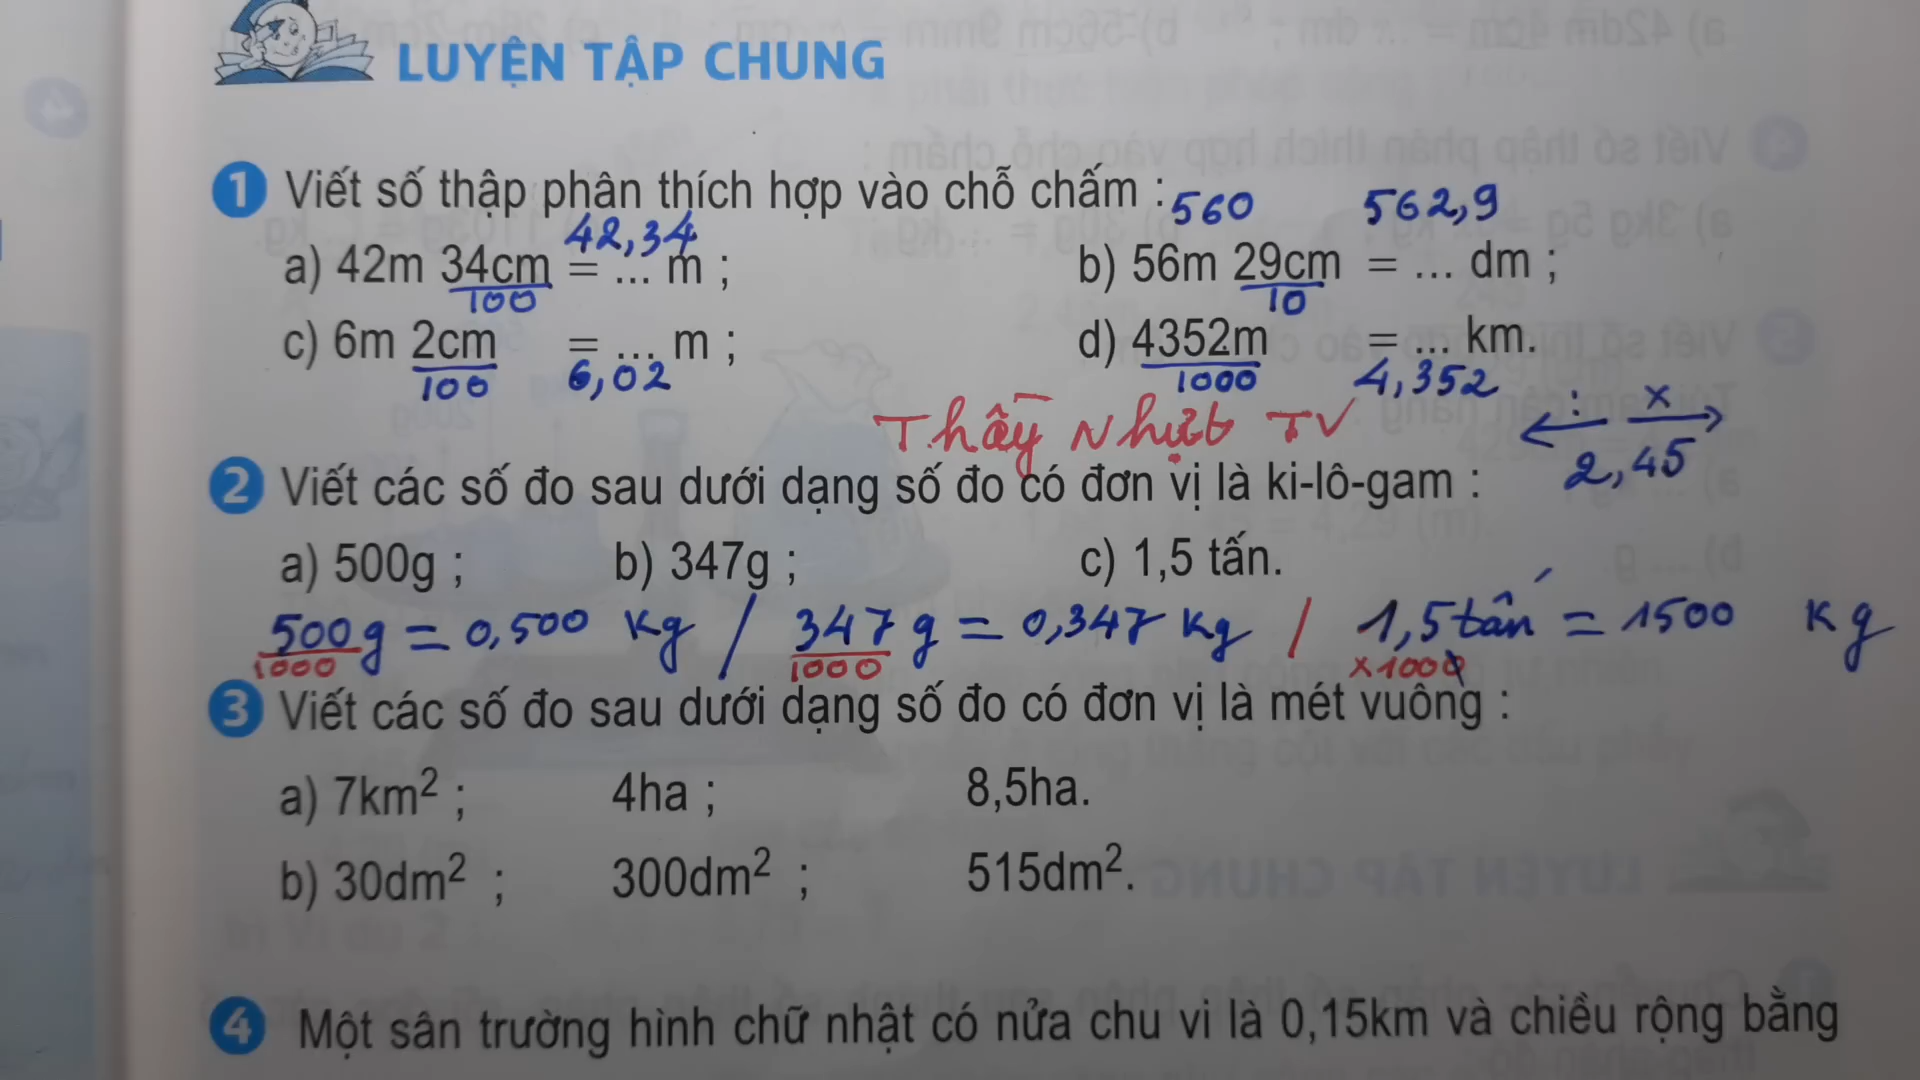 LUYỆN TẬP CHUNG
1 Viết số thập phân thích hợp vào chỗ chấm :
560 562,9
42,34
a) 42m 34cm = ... m ; b) 56m 29cm = ... dm ;
100 10
c) 6m 2cm = ... m ; d) 4352m = ... km.
100 6,02 1000 4,352
: x
Thầy Nhựt TV
2,45
2 Viết các số đo sau dưới dạng số đo có đơn vị là ki-lô-gam :
a) 500g ; b) 347g ; c) 1,5 tấn.
500g = 0,500 kg / 347g = 0,347 kg / 1,5 tấn = 1500 kg
1000 1000 x1000
3 Viết các số đo sau dưới dạng số đo có đơn vị là mét vuông :
a) 7km² ; 4ha ; 8,5ha.
b) 30dm² ; 300dm² ; 515dm².
4 Một sân trường hình chữ nhật có nửa chu vi là 0,15km và chiều rộng bằng